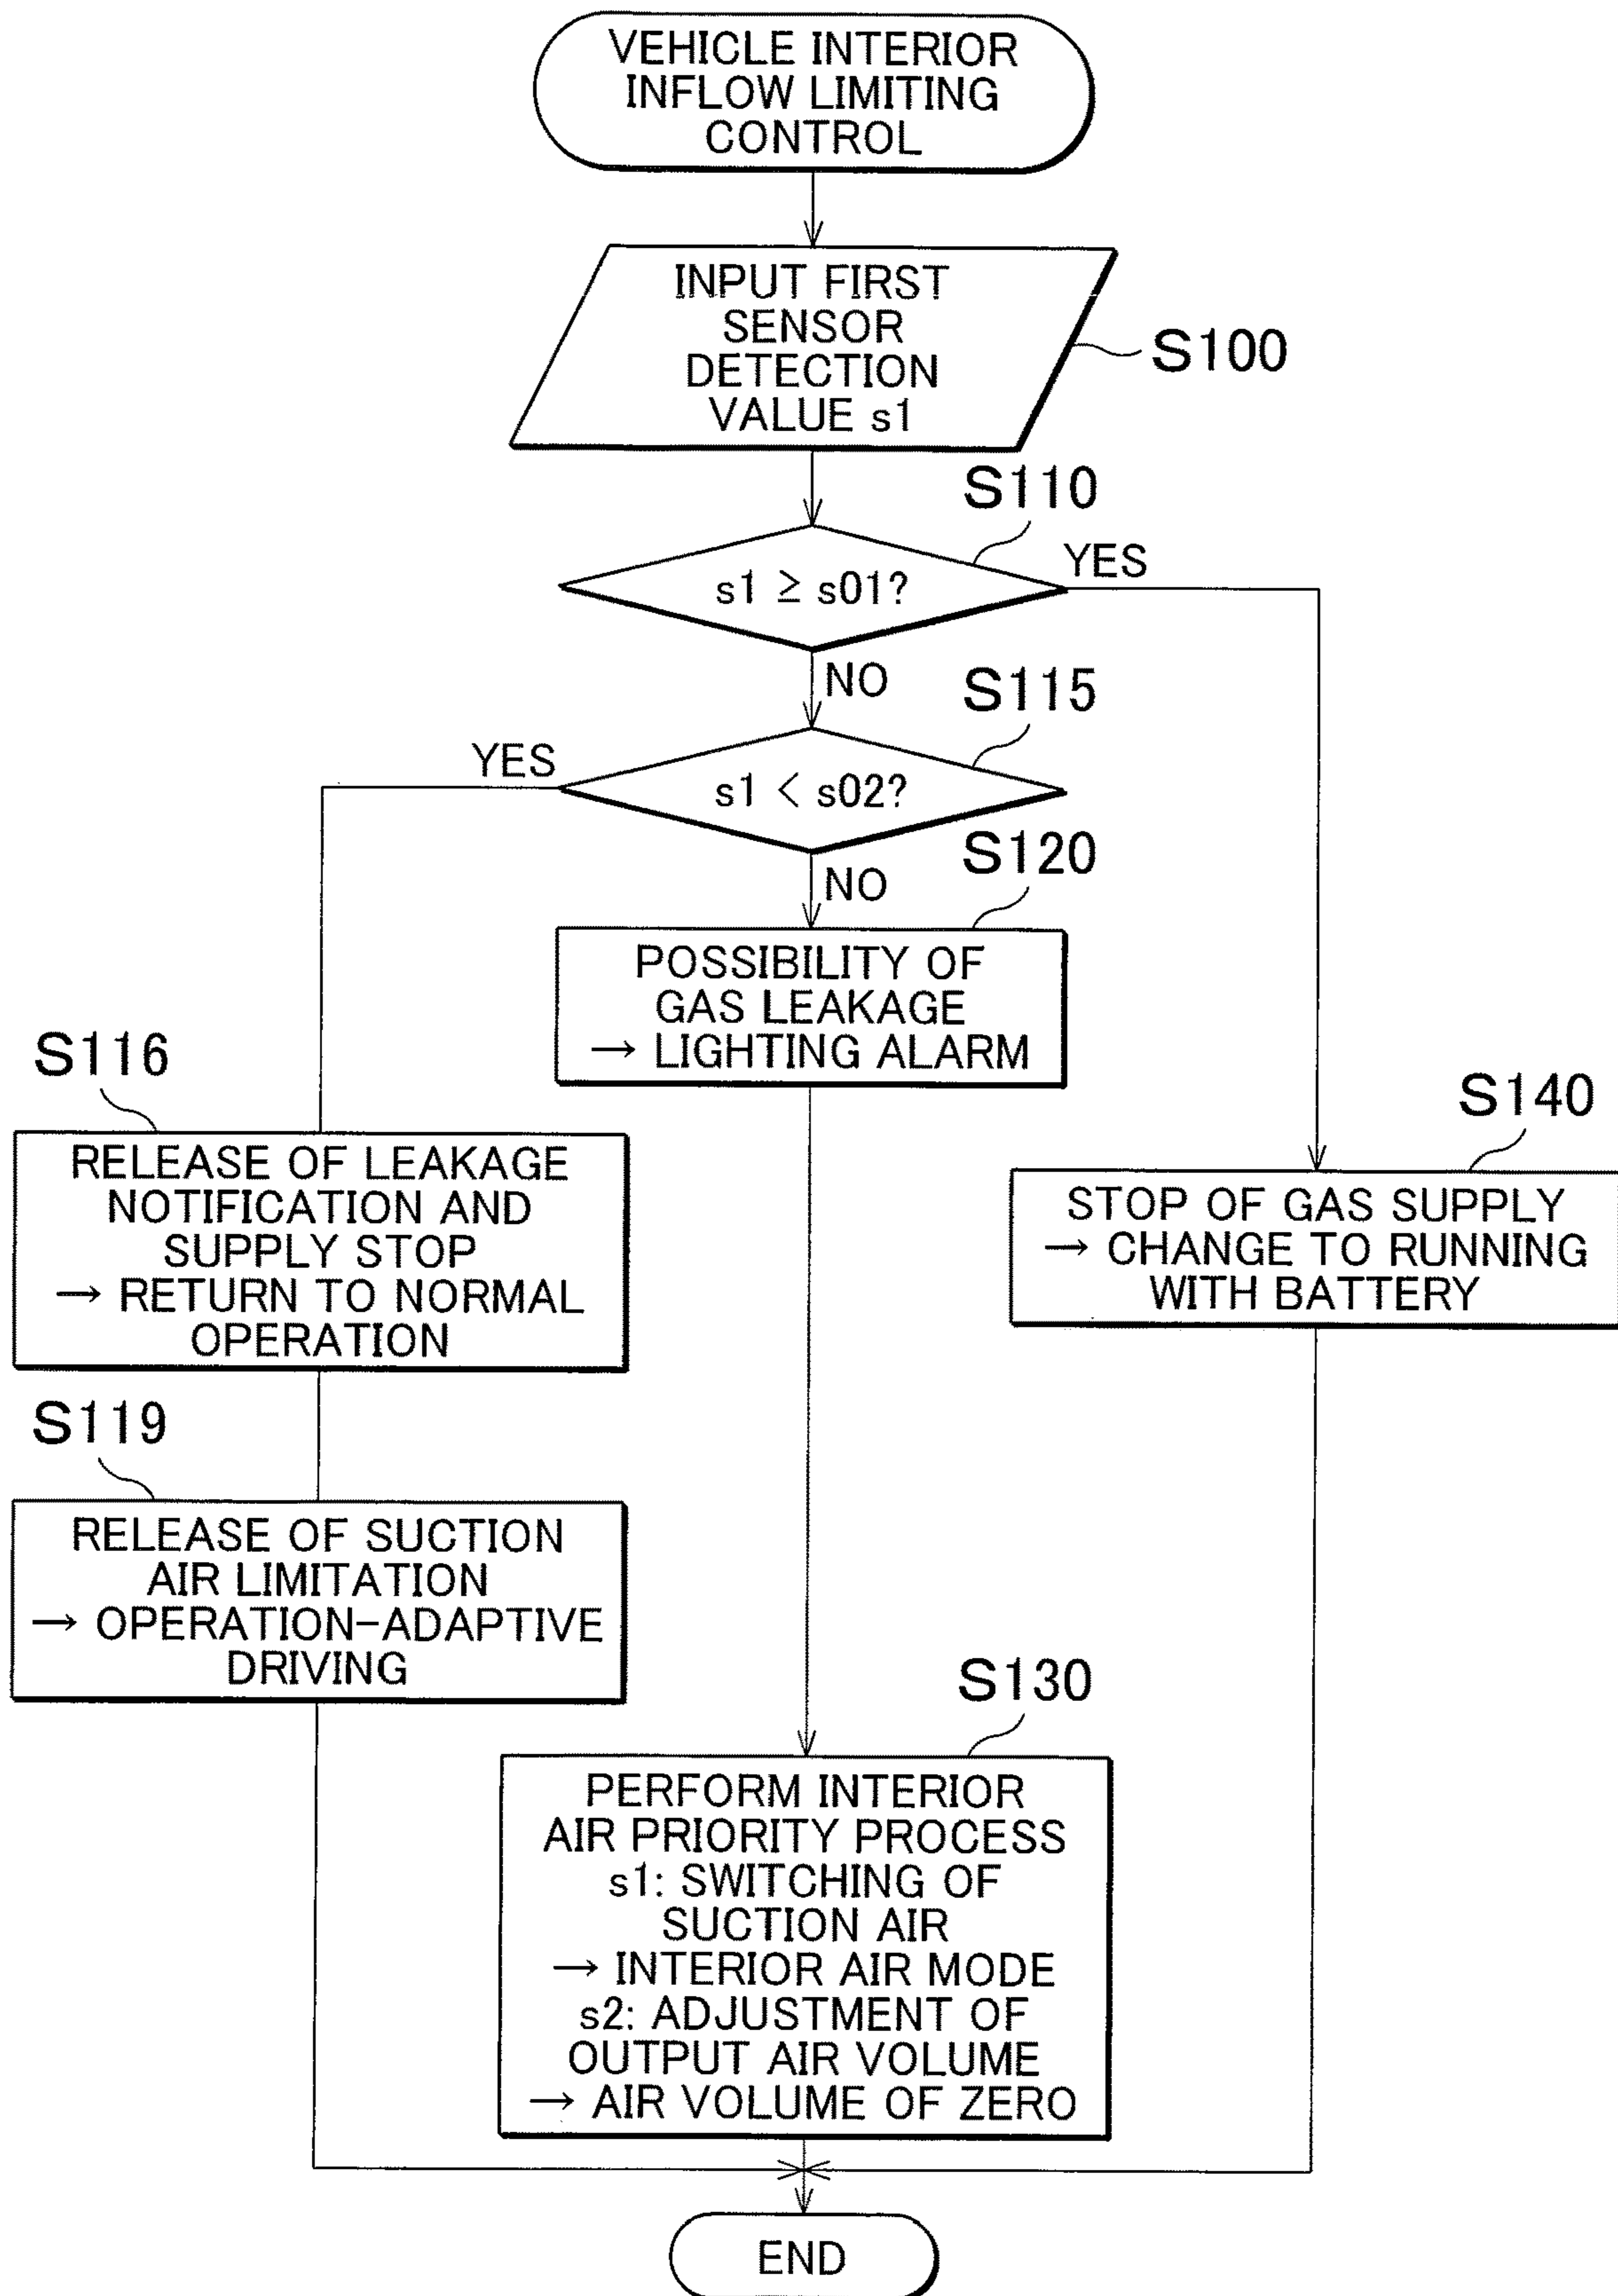 VEHICLE INTERIOR
INFLOW LIMITING
CONTROL
INPUT FIRST
SENSOR
DETECTION
VALUE s1
S100
S110
s1 ≥ s01?
YES
NO
S115
YES
s1 < s02?
NO
S120
POSSIBILITY OF
GAS LEAKAGE
→ LIGHTING ALARM
S116
RELEASE OF LEAKAGE
NOTIFICATION AND
SUPPLY STOP
→ RETURN TO NORMAL
OPERATION
S140
STOP OF GAS SUPPLY
→ CHANGE TO RUNNING
WITH BATTERY
S119
RELEASE OF SUCTION
AIR LIMITATION
→ OPERATION-ADAPTIVE
DRIVING
S130
PERFORM INTERIOR
AIR PRIORITY PROCESS
s1: SWITCHING OF
SUCTION AIR
→ INTERIOR AIR MODE
s2: ADJUSTMENT OF
OUTPUT AIR VOLUME
→ AIR VOLUME OF ZERO
END